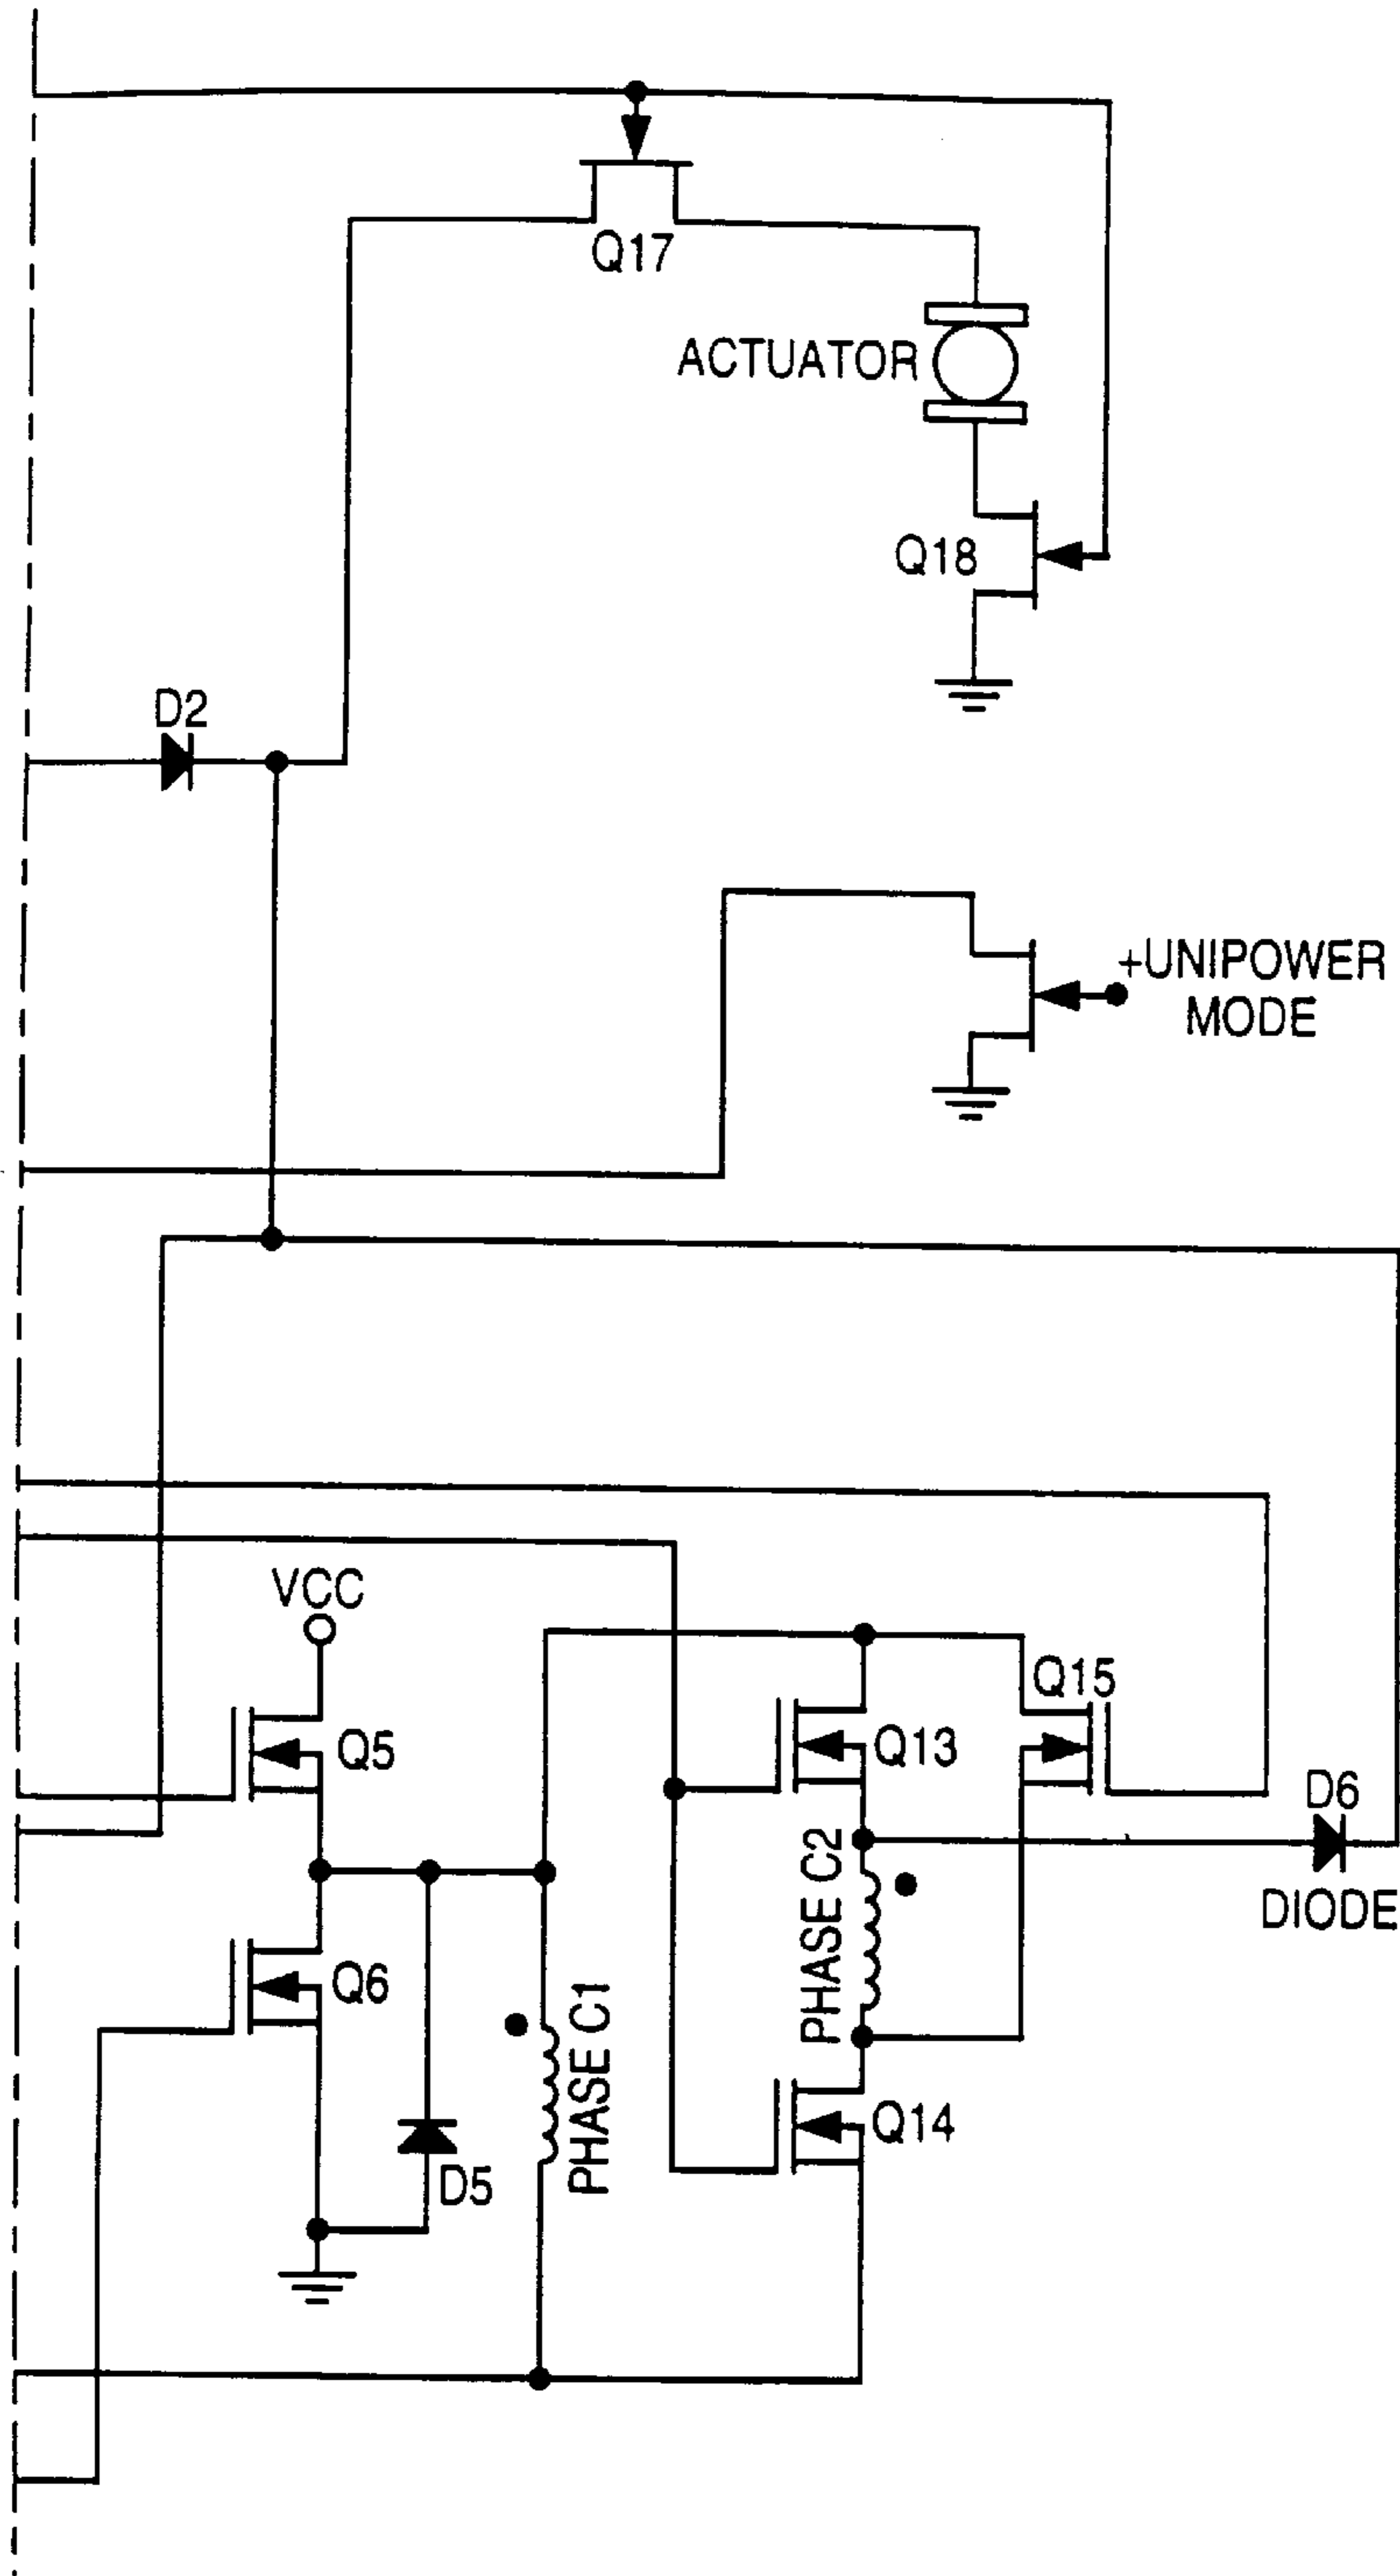 Q17
ACTUATOR
Q18
D2
+UNIPOWER
MODE
VCC
Q5
Q13
Q15
D6
DIODE
PHASE C2
Q6
PHASE C1
Q14
D5